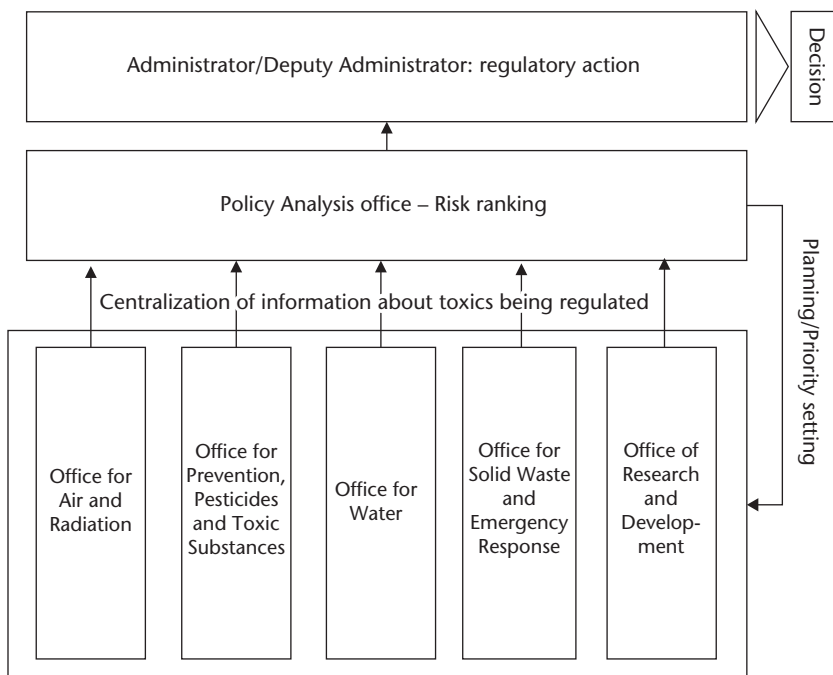 Administrator/Deputy Administrator: regulatory action
Decision
Policy Analysis office – Risk ranking
Planning/Priority setting
Centralization of information about toxics being regulated
Office for
Air and
Radiation
Office for
Prevention,
Pesticides
and Toxic
Substances
Office for
Water
Office for
Solid Waste
and
Emergency
Response
Office of
Research
and
Develop-
ment